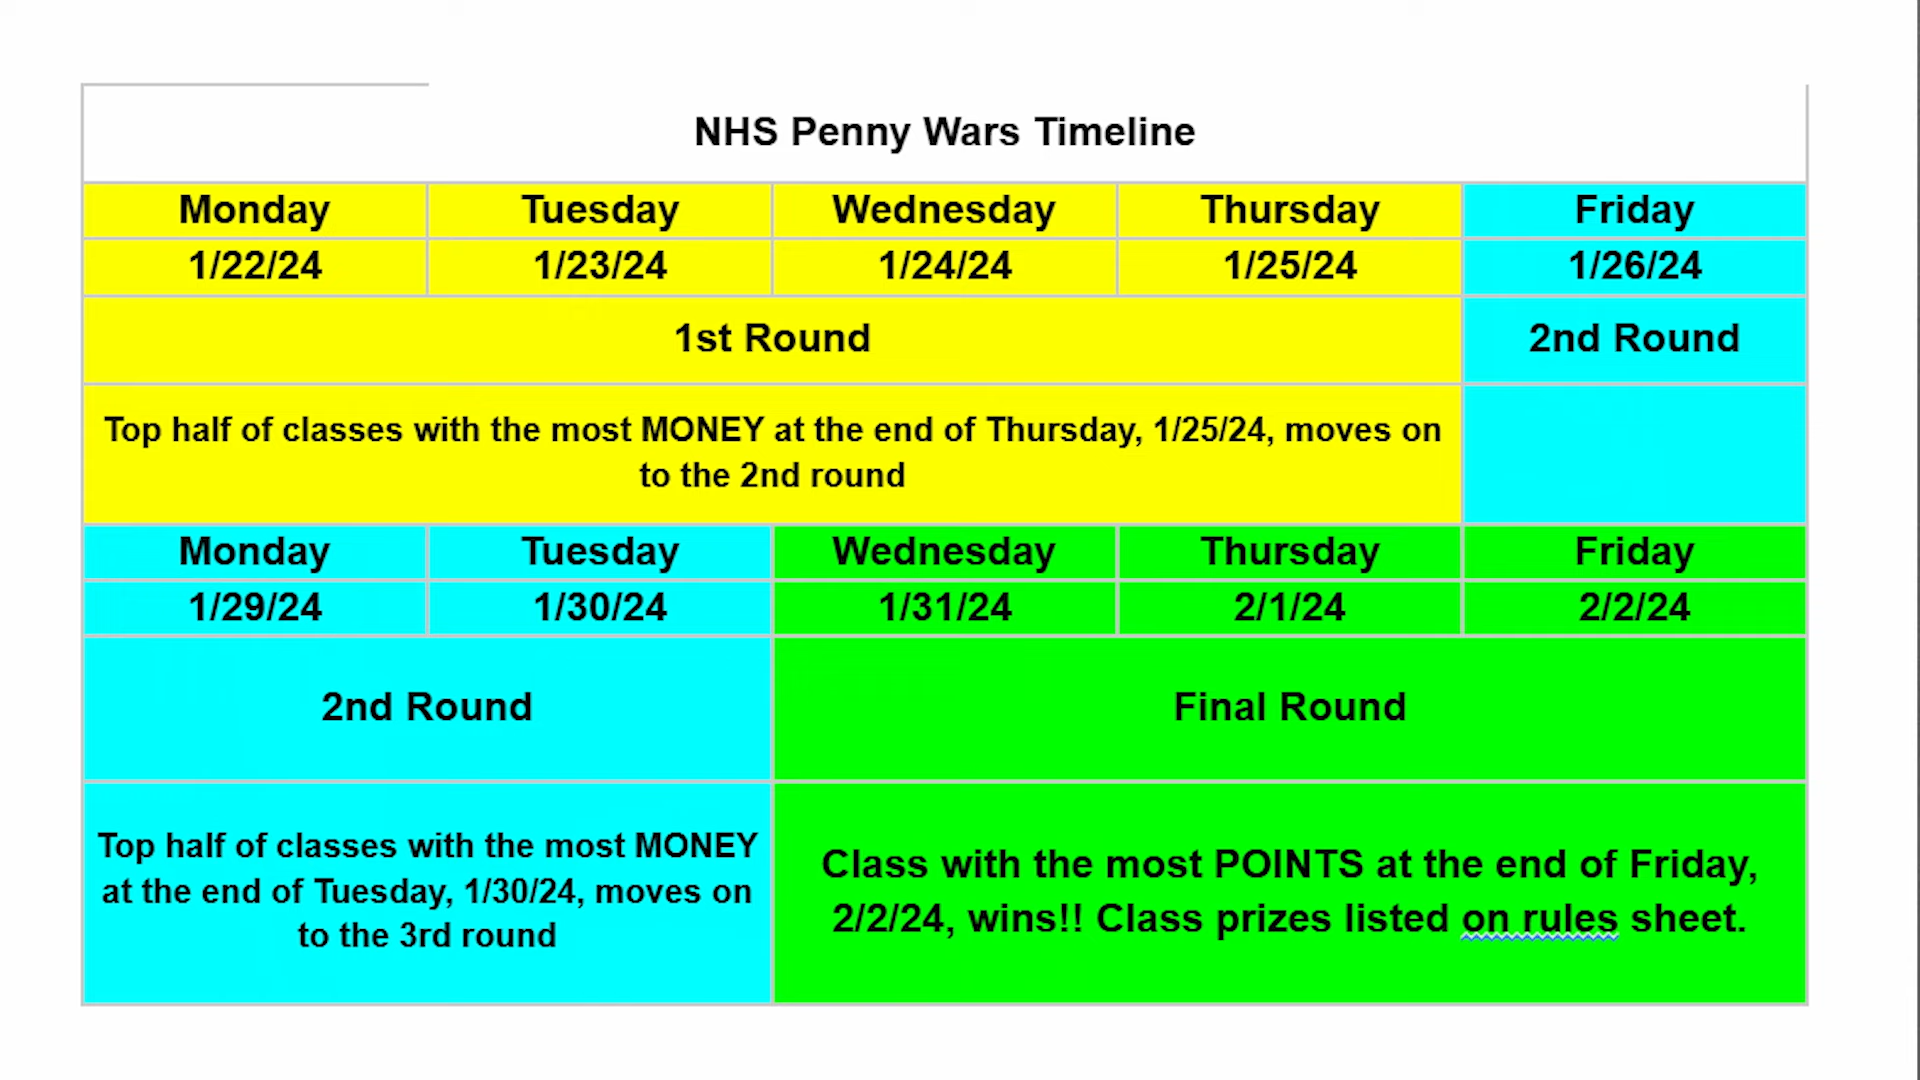 NHS Penny Wars Timeline
Monday Tuesday Wednesday Thursday Friday
1/22/24 1/23/24 1/24/24 1/25/24 1/26/24
1st Round 2nd Round
Top half of classes with the most MONEY at the end of Thursday, 1/25/24, moves on
to the 2nd round
Monday Tuesday Wednesday Thursday Friday
1/29/24 1/30/24 1/31/24 2/1/24 2/2/24
2nd Round Final Round
Top half of classes with the most MONEY
at the end of Tuesday, 1/30/24, moves on
to the 3rd round
Class with the most POINTS at the end of Friday,
2/2/24, wins!! Class prizes listed on rules sheet.